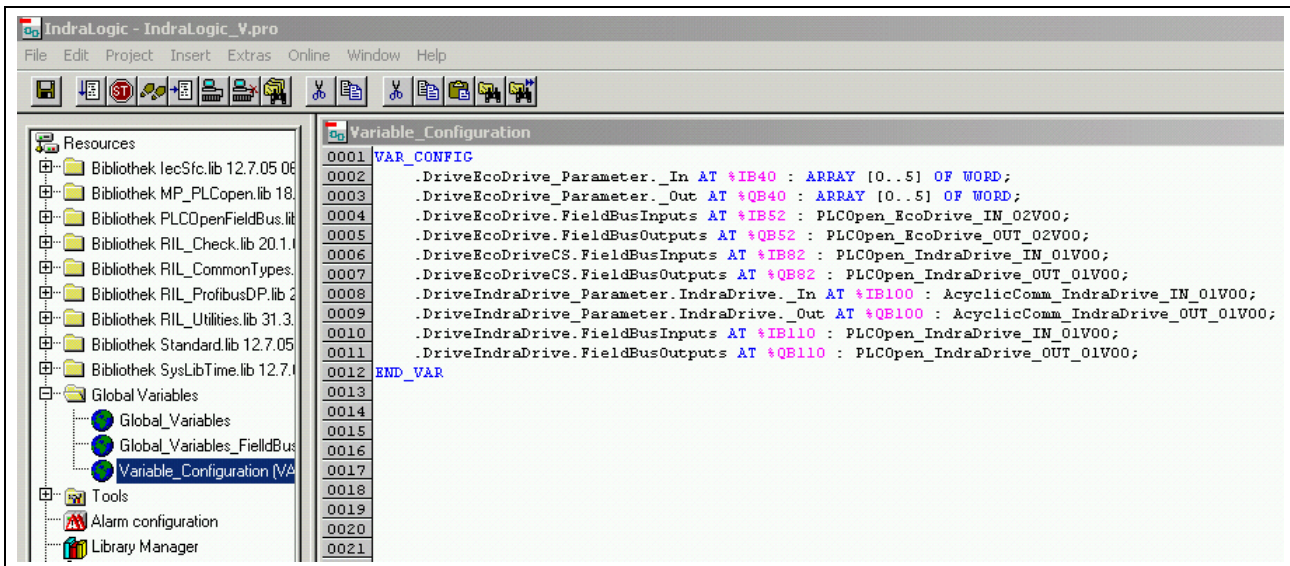 IndraLogic - IndraLogic_V.pro
File Edit Project Insert Extras Online Window Help
Resources
Bibliothek IecSfc.lib 12.7.05 06
Bibliothek MP_PLCopen.lib 18.
Bibliothek PLCOpenFieldBus.lib
Bibliothek RIL_Check.lib 20.1.
Bibliothek RIL_CommonTypes.
Bibliothek RIL_ProfibusDP.lib 2
Bibliothek RIL_Utilities.lib 31.3.
Bibliothek Standard.lib 12.7.05
Bibliothek SysLibTime.lib 12.7.
Global Variables
Global_Variables
Global_Variables_FielldBus
Variable_Configuration (VA
Tools
Alarm configuration
Library Manager
Variable_Configuration
0001 VAR_CONFIG
0002 .DriveEcoDrive_Parameter._In AT %IB40 : ARRAY [0..5] OF WORD;
0003 .DriveEcoDrive_Parameter._Out AT %QB40 : ARRAY [0..5] OF WORD;
0004 .DriveEcoDrive.FieldBusInputs AT %IB52 : PLCOpen_EcoDrive_IN_02V00;
0005 .DriveEcoDrive.FieldBusOutputs AT %QB52 : PLCOpen_EcoDrive_OUT_02V00;
0006 .DriveEcoDriveCS.FieldBusInputs AT %IB82 : PLCOpen_IndraDrive_IN_01V00;
0007 .DriveEcoDriveCS.FieldBusOutputs AT %QB82 : PLCOpen_IndraDrive_OUT_01V00;
0008 .DriveIndraDrive_Parameter.IndraDrive._In AT %IB100 : AcyclicComm_IndraDrive_IN_01V00;
0009 .DriveIndraDrive_Parameter.IndraDrive._Out AT %QB100 : AcyclicComm_IndraDrive_OUT_01V00;
0010 .DriveIndraDrive.FieldBusInputs AT %IB110 : PLCOpen_IndraDrive_IN_01V00;
0011 .DriveIndraDrive.FieldBusOutputs AT %QB110 : PLCOpen_IndraDrive_OUT_01V00;
0012 END_VAR
0013
0014
0015
0016
0017
0018
0019
0020
0021